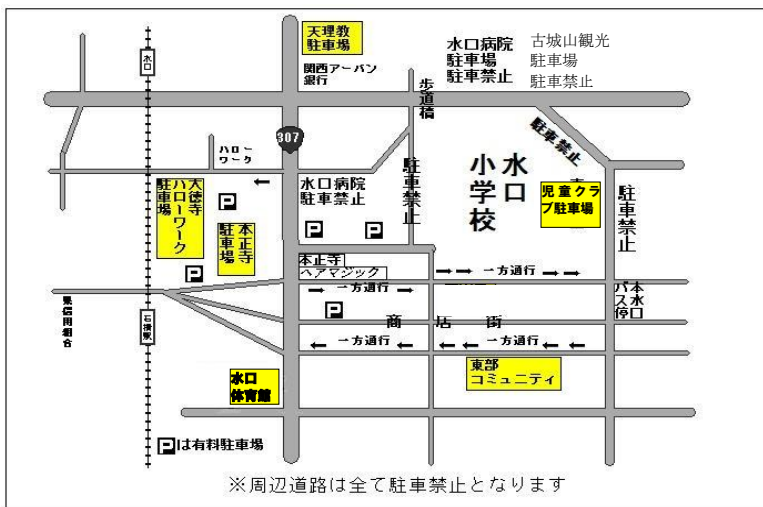 天理教
駐車場
関西アーバン
銀行
水口病院
駐車場
駐車禁止
古城山観光
駐車場
駐車禁止
水口
歩道橋
307
駐車禁止
ハロー
ワーク
大徳寺
ハローワーク
駐車場
P
本正寺
駐車場
P
水口病院
駐車禁止
P
P
駐車禁止
水口
小学校
児童クラ
ブ駐車場
駐車禁止
本正寺
ヘアマジック
一方通行
一方通行
P
商店街
本水口
バス停
一方通行
一方通行
石橋駅
水口
体育館
東部
コミュニティ
Pは有料駐車場
※周辺道路は全て駐車禁止となります